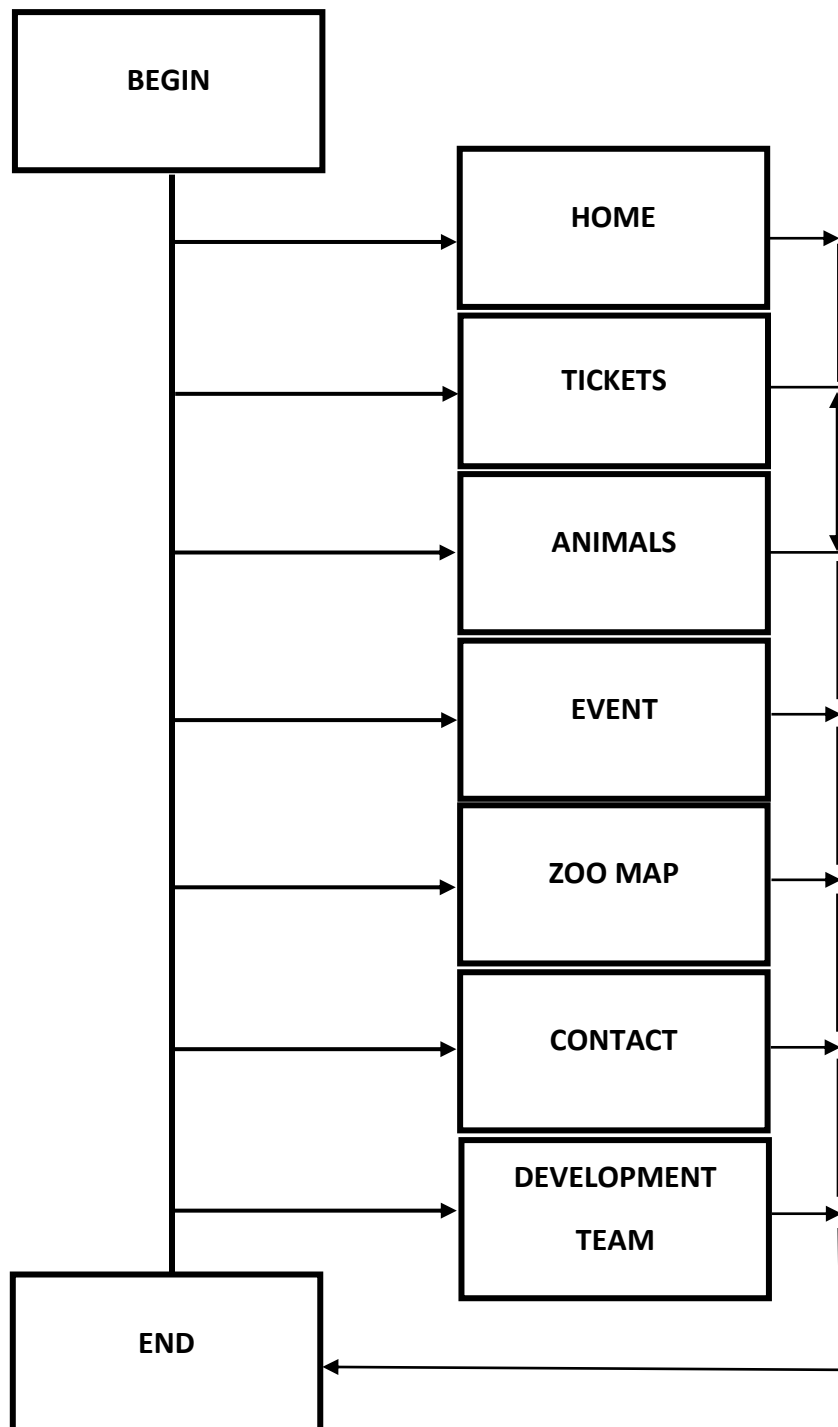 BEGIN
HOME
TICKETS
ANIMALS
EVENT
ZOO MAP
CONTACT
DEVELOPMENT
TEAM
END